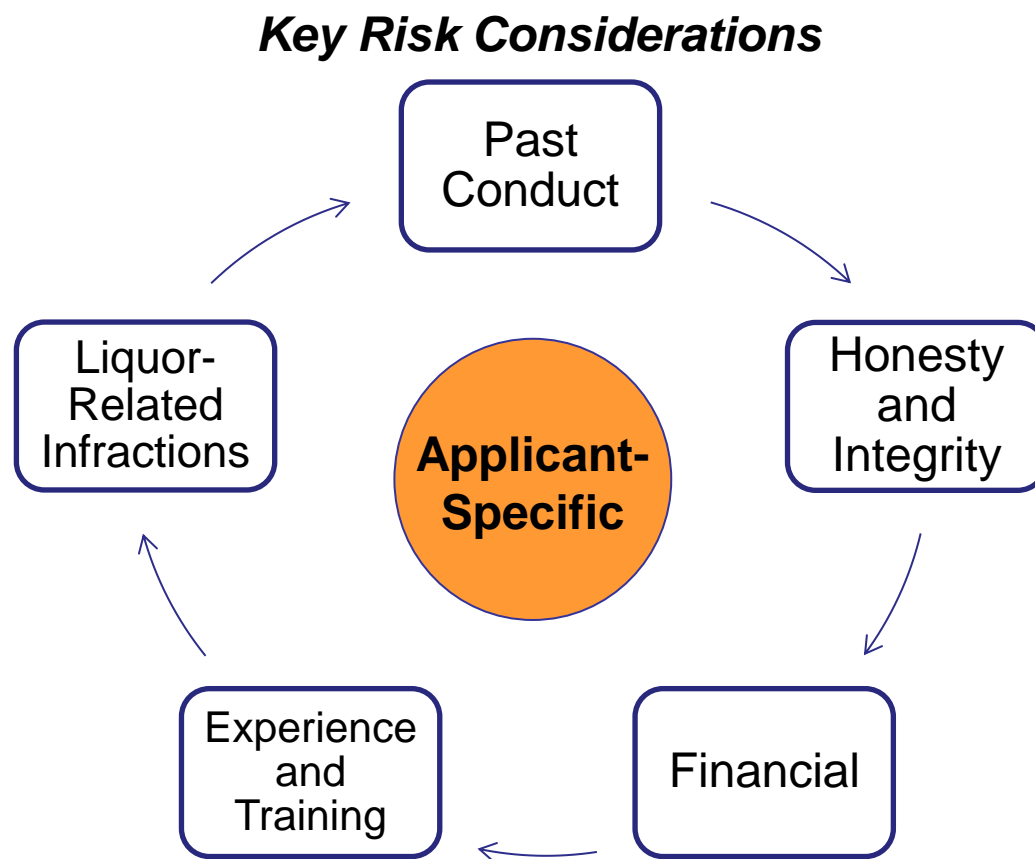 Key Risk Considerations
Past
Conduct
Honesty
and
Integrity
Financial
Experience
and
Training
Liquor-
Related
Infractions
Applicant-
Specific